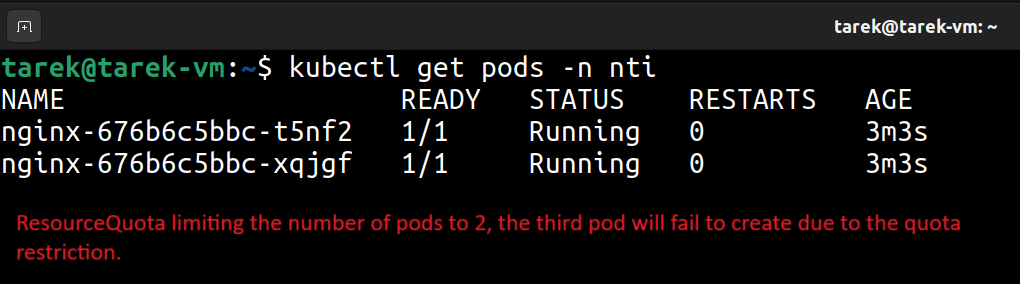 tarek@tarek-vm: ~
tarek@tarek-vm:~$ kubectl get pods -n nti
NAME READY STATUS RESTARTS AGE
nginx-676b6c5bbc-t5nf2 1/1 Running 0 3m3s
nginx-676b6c5bbc-xqjgf 1/1 Running 0 3m3s
ResourceQuota limiting the number of pods to 2, the third pod will fail to create due to the quota
restriction.